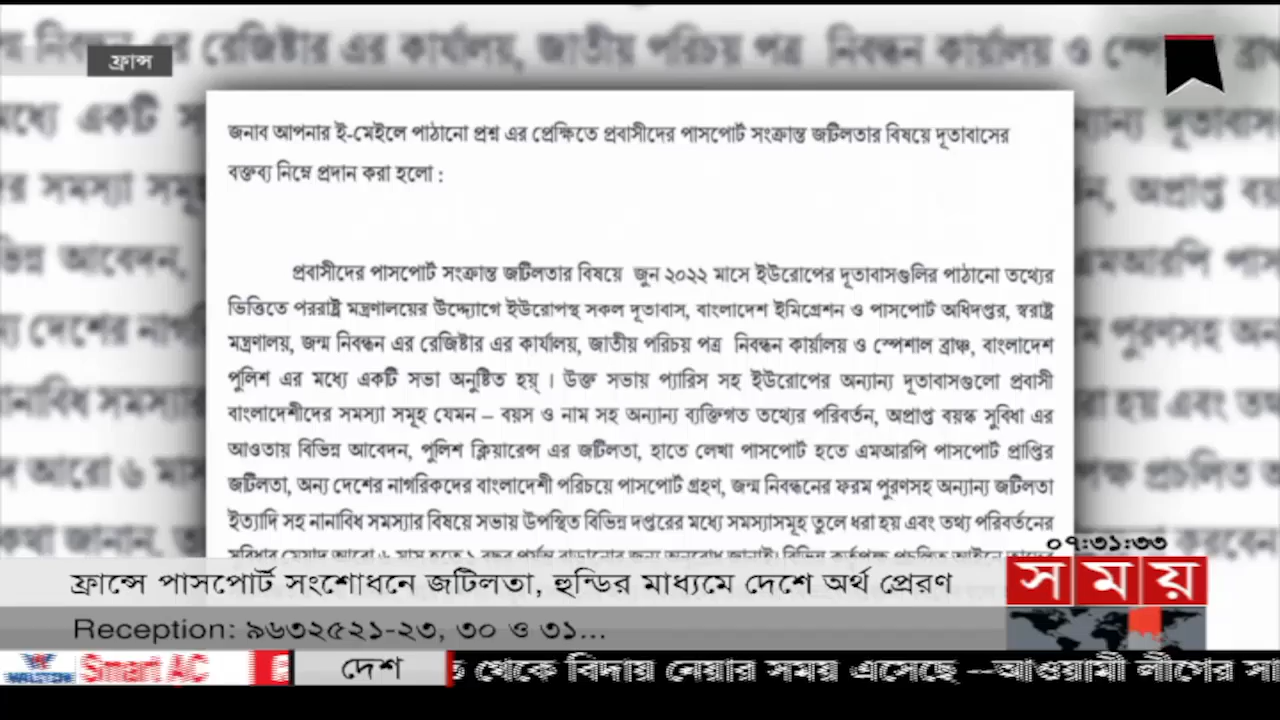 ফ্রান্স
জনাব আপনার ই-মেইলে পাঠানো প্রশ্ন এর প্রেক্ষিতে প্রবাসীদের পাসপোর্ট সংক্রান্ত জটিলতার বিষয়ে দূতাবাসের
বক্তব্য নিম্নে প্রদান করা হলো :
প্রবাসীদের পাসপোর্ট সংক্রান্ত জটিলতার বিষয়ে জুন ২০২২ মাসে ইউরোপের দূতাবাসগুলির পাঠানো তথ্যের
ভিত্তিতে পররাষ্ট্র মন্ত্রণালয়ের উদ্দ্যোগে ইউরোপস্থ সকল দূতাবাস, বাংলাদেশ ইমিগ্রেশন ও পাসপোর্ট অধিদপ্তর, স্বরাষ্ট্র
মন্ত্রণালয়, জন্ম নিবন্ধন এর রেজিষ্টার এর কার্যালয়, জাতীয় পরিচয় পত্র নিবন্ধন কার্য়ালয় ও স্পেশাল ব্রাঞ্চ, বাংলাদেশ
পুলিশ এর মধ্যে একটি সভা অনুষ্টিত হয় । উক্ত সভায় প্যারিস সহ ইউরোপের অন্যান্য দূতাবাসগুলো প্রবাসী
বাংলাদেশীদের সমস্যা সমূহ যেমন – বয়স ও নাম সহ অন্যান্য ব্যক্তিগত তথ্যের পরিবর্তন, অপ্রাপ্ত বয়স্ক সুবিধা এর
আওতায় বিভিন্ন আবেদন, পুলিশ ক্লিয়ারেন্স এর জটিলতা, হাতে লেখা পাসপোর্ট হতে এমআরপি পাসপোর্ট প্রাপ্তির
জটিলতা, অন্য দেশের নাগরিকদের বাংলাদেশী পরিচয়ে পাসপোর্ট গ্রহণ, জন্ম নিবন্ধনের ফরম পুরণসহ অন্যান্য জটিলতা
ইত্যাদি সহ নানাবিধ সমস্যার বিষয়ে সভায় উপস্থিত বিভিন্ন দপ্তরের মধ্যে সমস্যাসমূহ তুলে ধরা হয় এবং তথ্য পরিবর্তনের
০৭:৩১:৩৩
ফ্রান্সে পাসপোর্ট সংশোধনে জটিলতা, হুন্ডির মাধ্যমে দেশে অর্থ প্রেরণ
সময়
Reception: ৯৬৩২৫২১-২৩, ৩০ ও ৩১...
WALTON Smart AC দেশ থেকে বিদায় নেয়ার সময় এসেছে --আওয়ামী লীগের সা